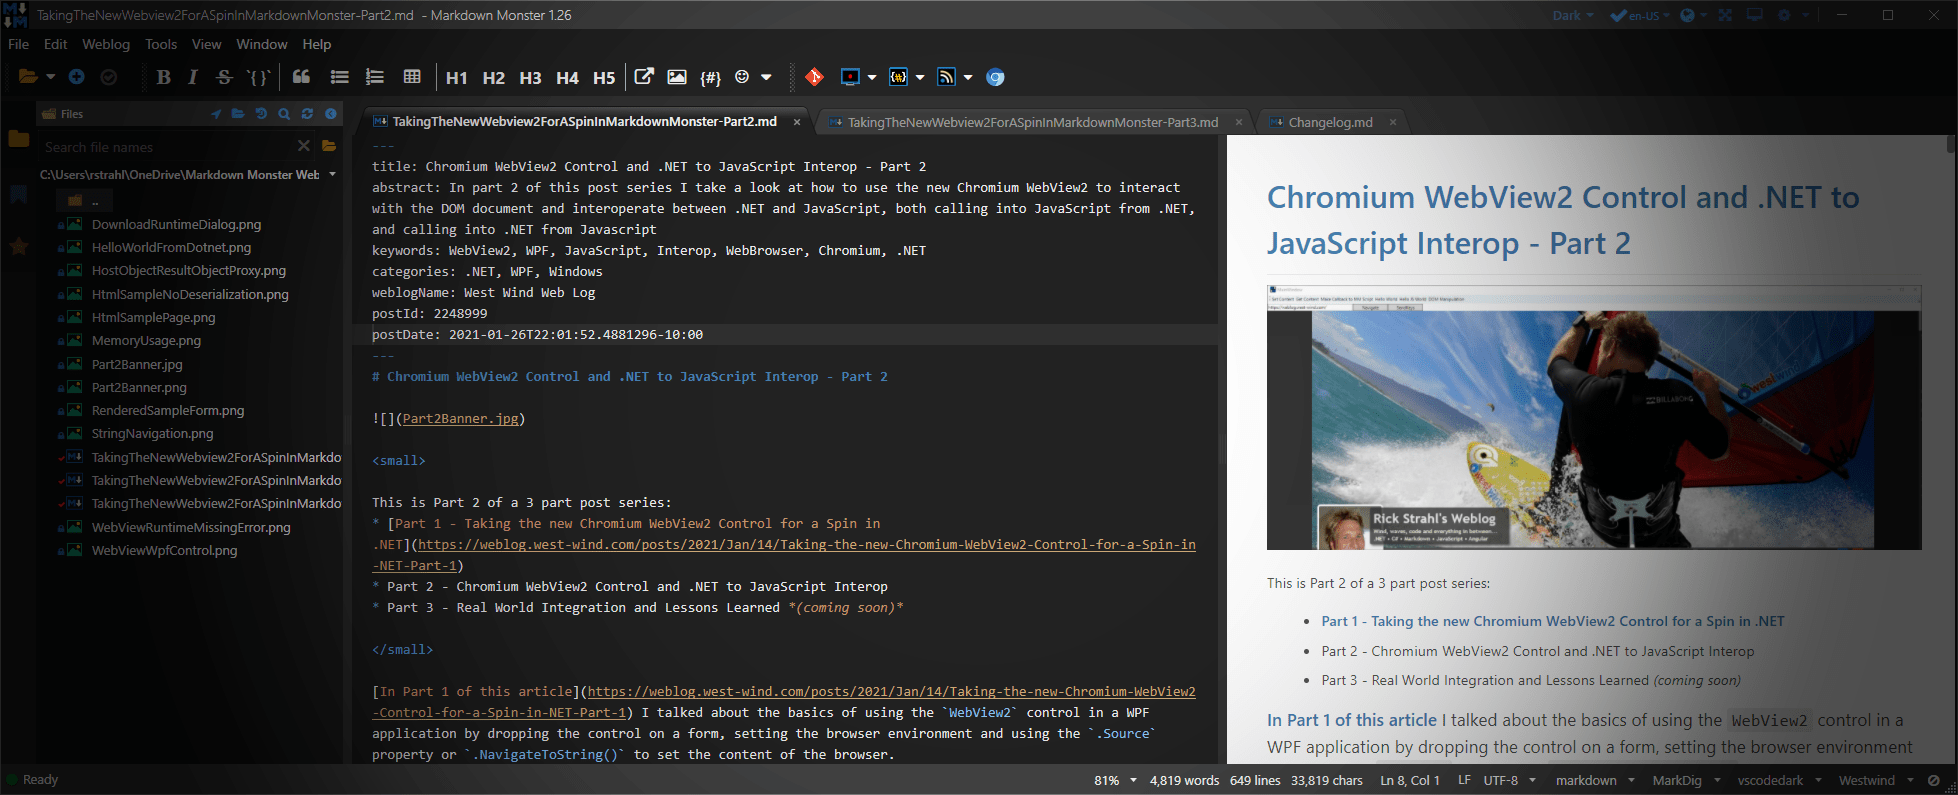 TakingTheNewWebview2ForASpinInMarkdownMonster-Part2.md - Markdown Monster 1.26
Dark en-US
File Edit Weblog Tools View Window Help
B I S `{}` H1 H2 H3 H4 H5 {#}
Files
Search file names
C:\Users\rstrahl\OneDrive\Markdown Monster Web
..
DownloadRuntimeDialog.png
HelloWorldFromDotnet.png
HostObjectResultObjectProxy.png
HtmlSampleNoDeserialization.png
HtmlSamplePage.png
MemoryUsage.png
Part2Banner.jpg
Part2Banner.png
RenderedSampleForm.png
StringNavigation.png
TakingTheNewWebview2ForASpinInMarkdo
TakingTheNewWebview2ForASpinInMarkdo
TakingTheNewWebview2ForASpinInMarkdo
WebViewRuntimeMissingError.png
WebViewWpfControl.png
TakingTheNewWebview2ForASpinInMarkdownMonster-Part2.md
TakingTheNewWebview2ForASpinInMarkdownMonster-Part3.md
Changelog.md
---
title: Chromium WebView2 Control and .NET to JavaScript Interop - Part 2
abstract: In part 2 of this post series I take a look at how to use the new Chromium WebView2 to interact
with the DOM document and interoperate between .NET and JavaScript, both calling into JavaScript from .NET,
and calling into .NET from Javascript
keywords: WebView2, WPF, JavaScript, Interop, WebBrowser, Chromium, .NET
categories: .NET, WPF, Windows
weblogName: West Wind Web Log
postId: 2248999
postDate: 2021-01-26T22:01:52.4881296-10:00
---
# Chromium WebView2 Control and .NET to JavaScript Interop - Part 2
![](Part2Banner.jpg)
<small>
This is Part 2 of a 3 part post series:
* [Part 1 - Taking the new Chromium WebView2 Control for a Spin in
.NET](https://weblog.west-wind.com/posts/2021/Jan/14/Taking-the-new-Chromium-WebView2-Control-for-a-Spin-in
-NET-Part-1)
* Part 2 - Chromium WebView2 Control and .NET to JavaScript Interop
* Part 3 - Real World Integration and Lessons Learned *(coming soon)*
</small>
[In Part 1 of this article](https://weblog.west-wind.com/posts/2021/Jan/14/Taking-the-new-Chromium-WebView2
-Control-for-a-Spin-in-NET-Part-1) I talked about the basics of using the `WebView2` control in a WPF
application by dropping the control on a form, setting the browser environment and using the `.Source`
property or `.NavigateToString()` to set the content of the browser.
Chromium WebView2 Control and .NET to
JavaScript Interop - Part 2
westwind
BILLABONG
Rick Strahl's Weblog
Wind, waves, code and everything in between...
.NET • C# • Markdown • JavaScript • Angular
This is Part 2 of a 3 part post series:
• Part 1 - Taking the new Chromium WebView2 Control for a Spin in .NET
• Part 2 - Chromium WebView2 Control and .NET to JavaScript Interop
• Part 3 - Real World Integration and Lessons Learned (coming soon)
In Part 1 of this article I talked about the basics of using the WebView2 control in a
WPF application by dropping the control on a form, setting the browser environment
Ready
81% 4,819 words 649 lines 33,819 chars Ln 8, Col 1 LF UTF-8 markdown MarkDig vscodedark Westwind